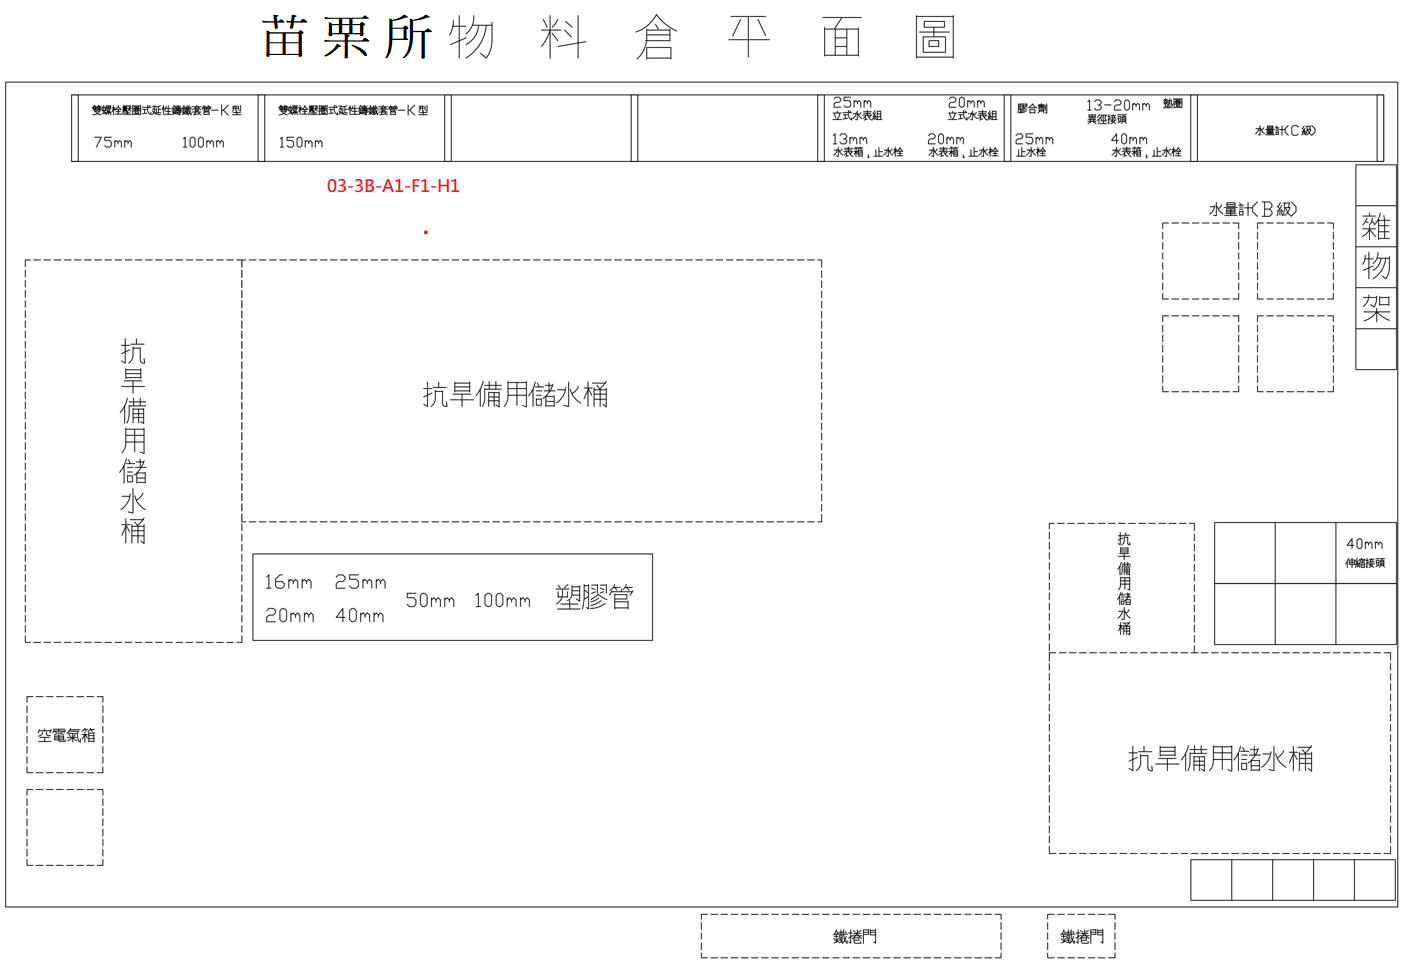 苗栗所物料倉平面圖
雙螺栓壓圈式延性鑄鐵套管-K型
75mm 100mm
雙螺栓壓圈式延性鑄鐵套管-K型
150mm
25mm 20mm
立式水表組 立式水表組
13mm 20mm
水表箱,止水栓 水表箱,止水栓
膠合劑 13-20mm 墊圈
異徑接頭
25mm 40mm
止水栓 水表箱,止水栓
水量計(C級)
03-3B-A1-F1-H1
水量計(B級)
雜物架
抗旱備用儲水桶
抗旱備用儲水桶
16mm 25mm
20mm 40mm
50mm 100mm 塑膠管
抗旱備用儲水桶
40mm
伸縮接頭
空電氣箱
抗旱備用儲水桶
鐵捲門
鐵捲門